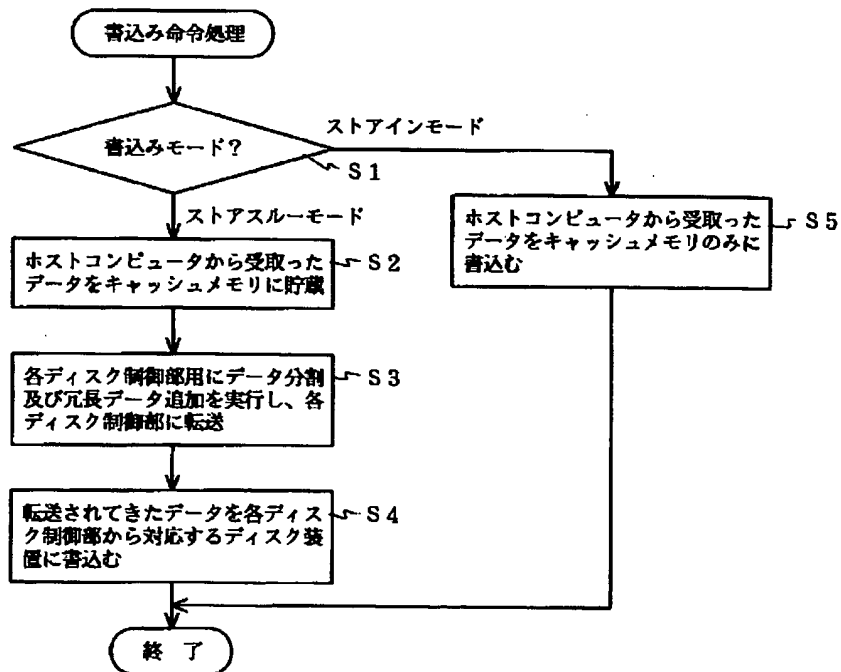 書込み命令処理
書込みモード？
S1
ストアインモード
ストアスルーモード
ホストコンピュータから受取った
データをキャッシュメモリに貯蔵
S2
各ディスク制御部用にデータ分割
及び冗長データ追加を実行し、各
ディスク制御部に転送
S3
転送されてきたデータを各ディス
ク制御部から対応するディスク装
置に書込む
S4
ホストコンピュータから受取った
データをキャッシュメモリのみに
書込む
S5
終 了